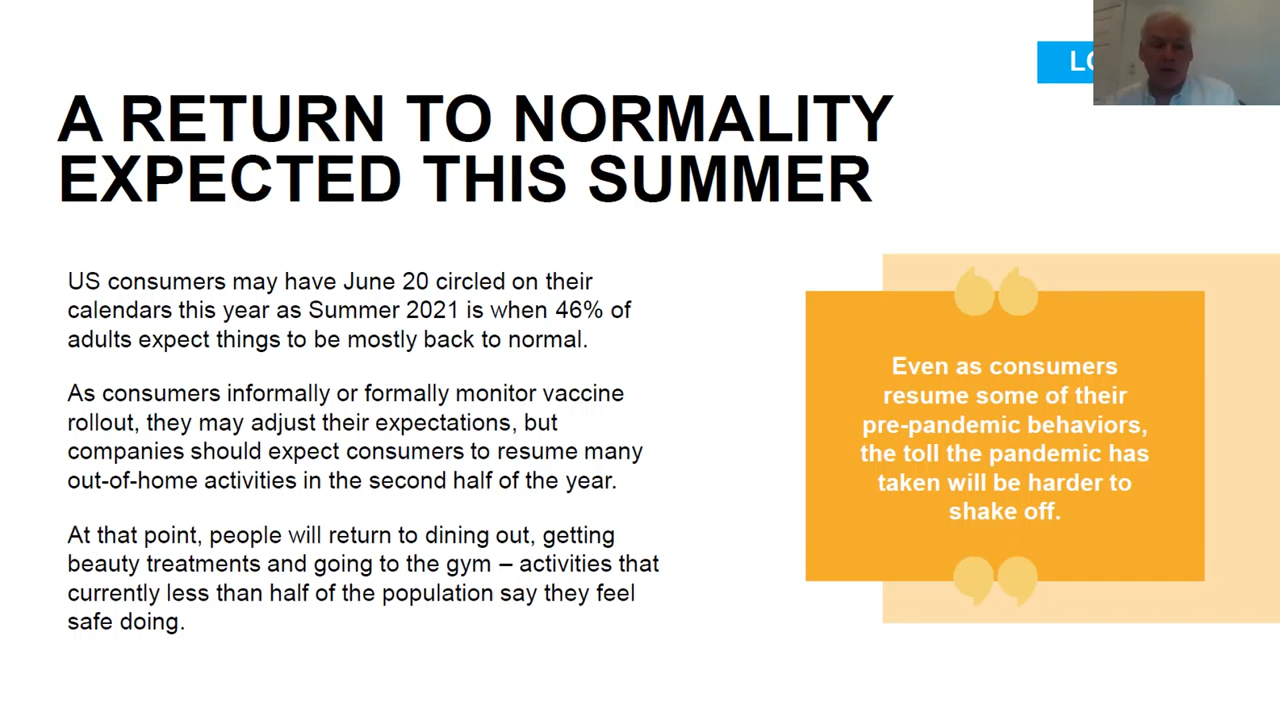 A RETURN TO NORMALITY
EXPECTED THIS SUMMER
US consumers may have June 20 circled on their
calendars this year as Summer 2021 is when 46% of
adults expect things to be mostly back to normal.
As consumers informally or formally monitor vaccine
rollout, they may adjust their expectations, but
companies should expect consumers to resume many
out-of-home activities in the second half of the year.
At that point, people will return to dining out, getting
beauty treatments and going to the gym – activities that
currently less than half of the population say they feel
safe doing.
Even as consumers
resume some of their
pre-pandemic behaviors,
the toll the pandemic has
taken will be harder to
shake off.